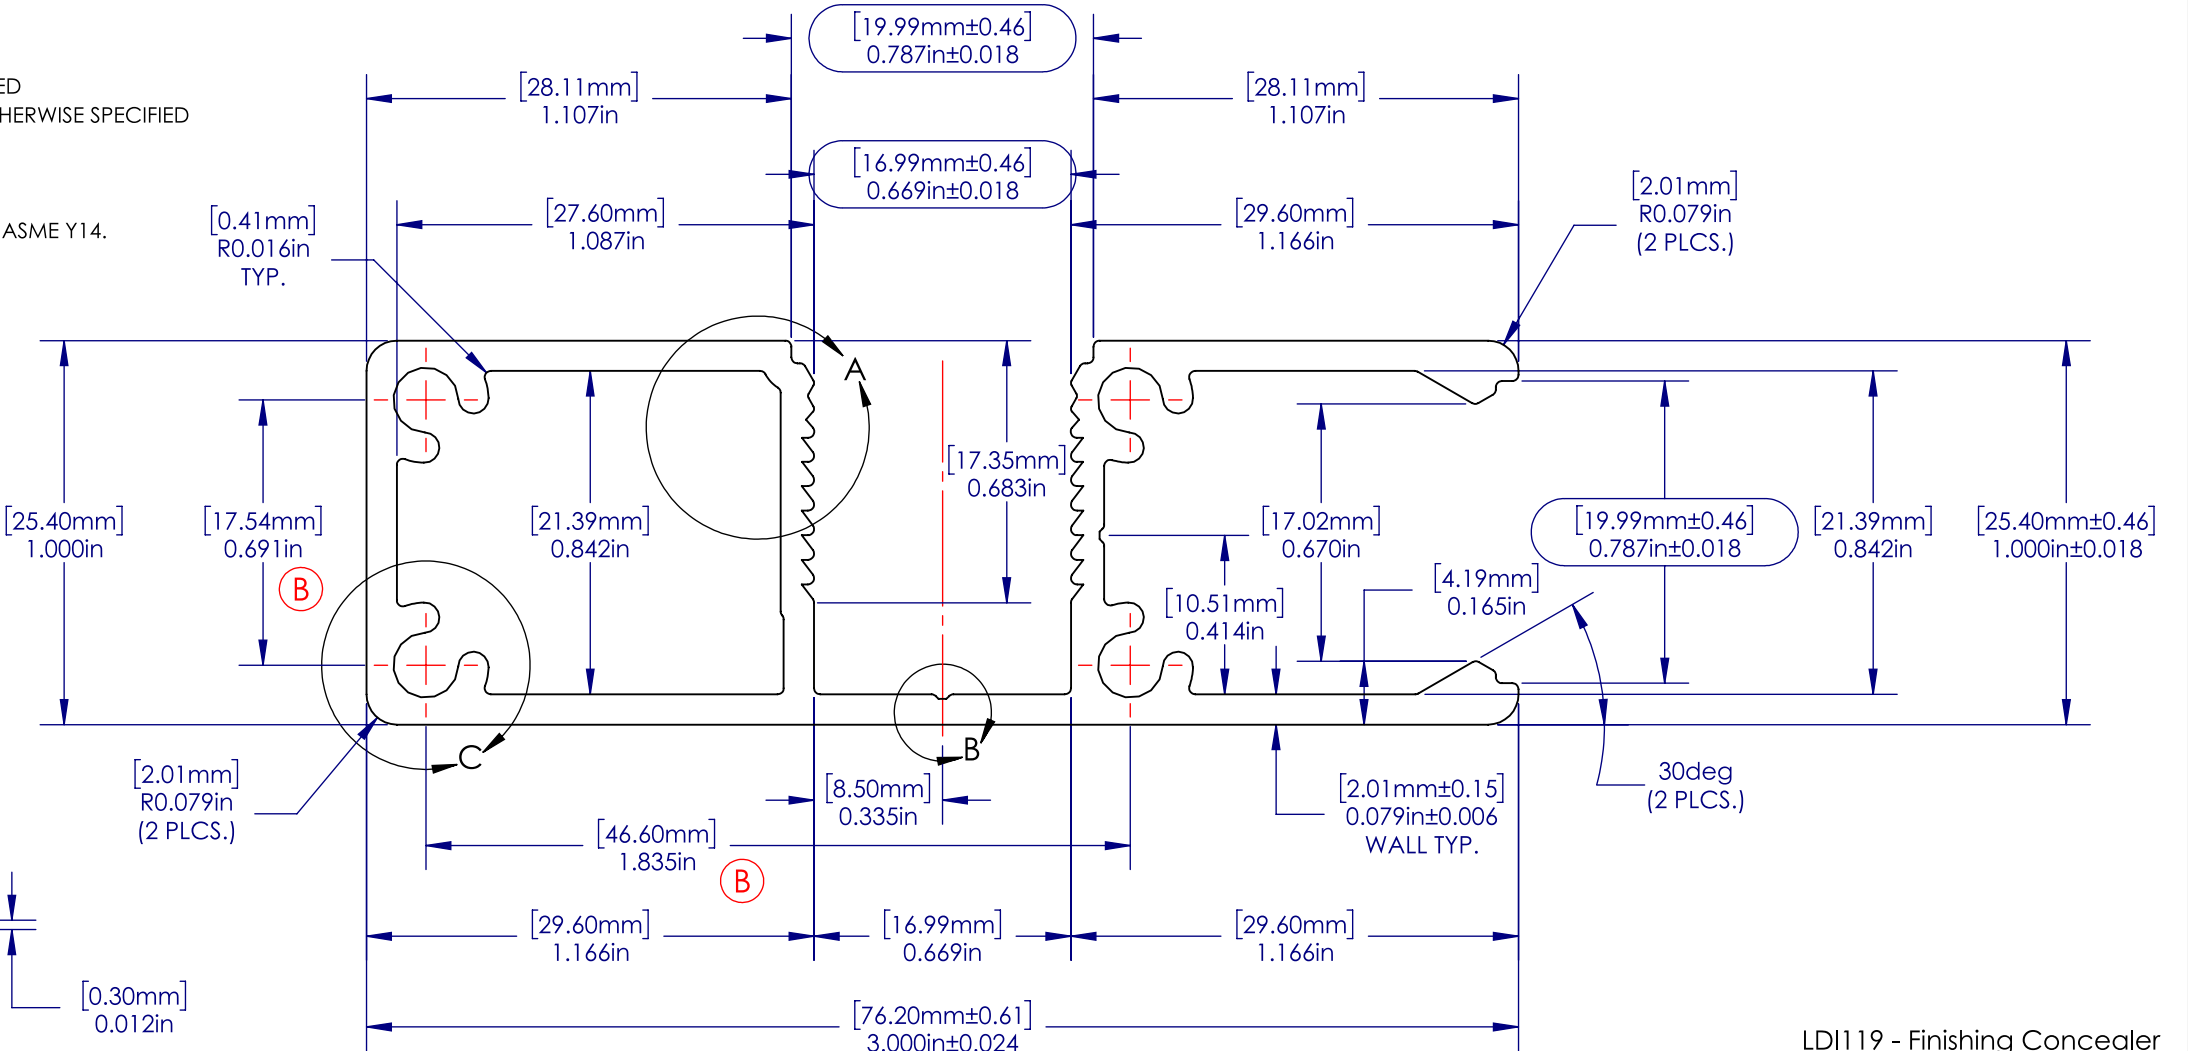 [19.99mm±0.46]
0.787in±0.018
ED
HERWISE SPECIFIED
[28.11mm]
1.107in
[28.11mm]
1.107in
[16.99mm±0.46]
0.669in±0.018
[2.01mm]
R0.079in
(2 PLCS.)
ASME Y14.
[0.41mm]
R0.016in
TYP.
[27.60mm]
1.087in
[29.60mm]
1.166in
A
[17.35mm]
0.683in
[25.40mm]
1.000in
[17.54mm]
0.691in
B
[21.39mm]
0.842in
[17.02mm]
0.670in
[19.99mm±0.46]
0.787in±0.018
[21.39mm]
0.842in
[25.40mm±0.46]
1.000in±0.018
[4.19mm]
0.165in
[10.51mm]
0.414in
C
B
[2.01mm]
R0.079in
(2 PLCS.)
[8.50mm]
0.335in
[2.01mm±0.15]
0.079in±0.006
WALL TYP.
30deg
(2 PLCS.)
[46.60mm]
1.835in
B
[29.60mm]
1.166in
[16.99mm]
0.669in
[29.60mm]
1.166in
[0.30mm]
0.012in
[76.20mm±0.61]
3.000in±0.024
LDI119 - Finishing Concealer